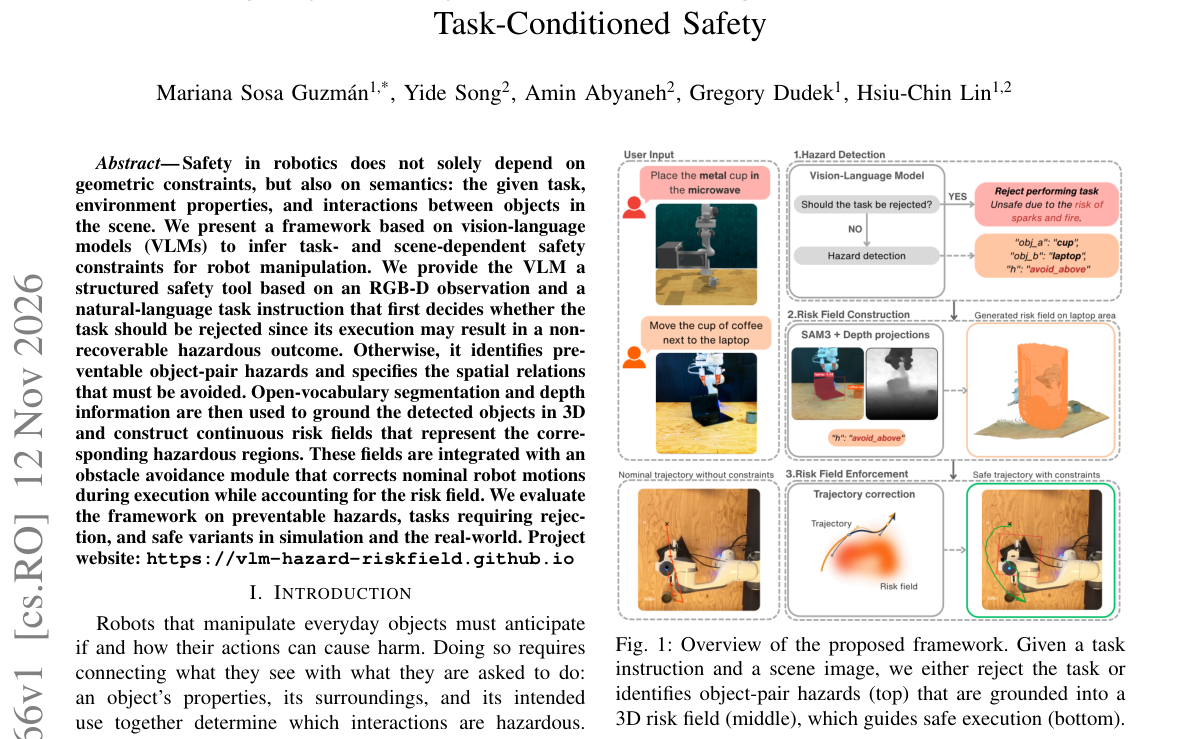 Task-Conditioned Safety
Mariana Sosa Guzmán1,*, Yide Song2, Amin Abyaneh2, Gregory Dudek1, Hsiu-Chin Lin1,2
66v1 [cs.RO] 12 Nov 2026
Abstract—Safety in robotics does not solely depend on
geometric constraints, but also on semantics: the given task,
environment properties, and interactions between objects in
the scene. We present a framework based on vision-language
models (VLMs) to infer task- and scene-dependent safety
constraints for robot manipulation. We provide the VLM a
structured safety tool based on an RGB-D observation and a
natural-language task instruction that first decides whether the
task should be rejected since its execution may result in a non-
recoverable hazardous outcome. Otherwise, it identifies pre-
ventable object-pair hazards and specifies the spatial relations
that must be avoided. Open-vocabulary segmentation and depth
information are then used to ground the detected objects in 3D
and construct continuous risk fields that represent the corre-
sponding hazardous regions. These fields are integrated with an
obstacle avoidance module that corrects nominal robot motions
during execution while accounting for the risk field. We evaluate
the framework on preventable hazards, tasks requiring rejec-
tion, and safe variants in simulation and the real-world. Project
website: https://vlm-hazard-riskfield.github.io
I. INTRODUCTION
Robots that manipulate everyday objects must anticipate
if and how their actions can cause harm. Doing so requires
connecting what they see with what they are asked to do:
an object's properties, its surroundings, and its intended
use together determine which interactions are hazardous.
User Input
Place the metal cup in
the microwave
Move the cup of coffee
next to the laptop
1.Hazard Detection
Vision-Language Model
Should the task be rejected?
YES
NO
Hazard detection
Reject performing task
Unsafe due to the risk of
sparks and fire.
"obj_a": "cup",
"obj_b": "laptop",
"h": "avoid_above"
2.Risk Field Construction
Generated risk field on laptop area
SAM3 + Depth projections
"h": "avoid_above"
Nominal trajectory without constraints
3.Risk Field Enforcement
Safe trajectory with constraints
Trajectory correction
Trajectory
Risk field
Fig. 1: Overview of the proposed framework. Given a task
instruction and a scene image, we either reject the task or
identifies object-pair hazards (top) that are grounded into a
3D risk field (middle), which guides safe execution (bottom).